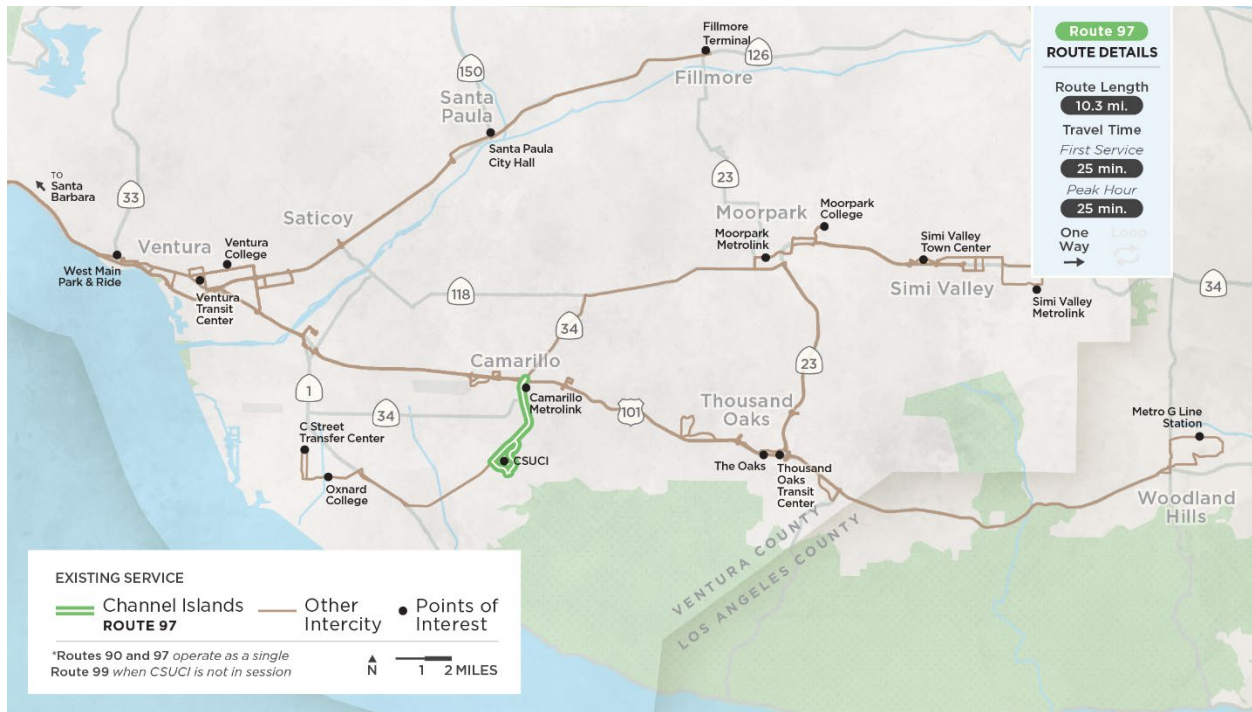 Route 97
ROUTE DETAILS
Route Length
10.3 mi.
Travel Time
First Service
25 min.
Peak Hour
25 min.
One
Way
Loop
Fillmore
Terminal
126
Fillmore
150
Santa
Paula
Santa Paula
City Hall
TO
Santa
Barbara
33
Saticoy
Ventura
Ventura
College
West Main
Park & Ride
Ventura
Transit
Center
23
Moorpark
Moorpark
College
Moorpark
Metrolink
Simi Valley
Town Center
Simi Valley
Simi Valley
Metrolink
34
118
34
Camarillo
Camarillo
Metrolink
23
1
34
C Street
Transfer Center
Oxnard
College
CSUCI
101
Thousand
Oaks
The Oaks
Thousand
Oaks
Transit
Center
Metro G Line
Station
Woodland
Hills
VENTURA COUNTY
LOS ANGELES COUNTY
EXISTING SERVICE
Channel Islands
ROUTE 97
Other
Intercity
Points of
Interest
*Routes 90 and 97 operate as a single
Route 99 when CSUCI is not in session
N
1 2 MILES